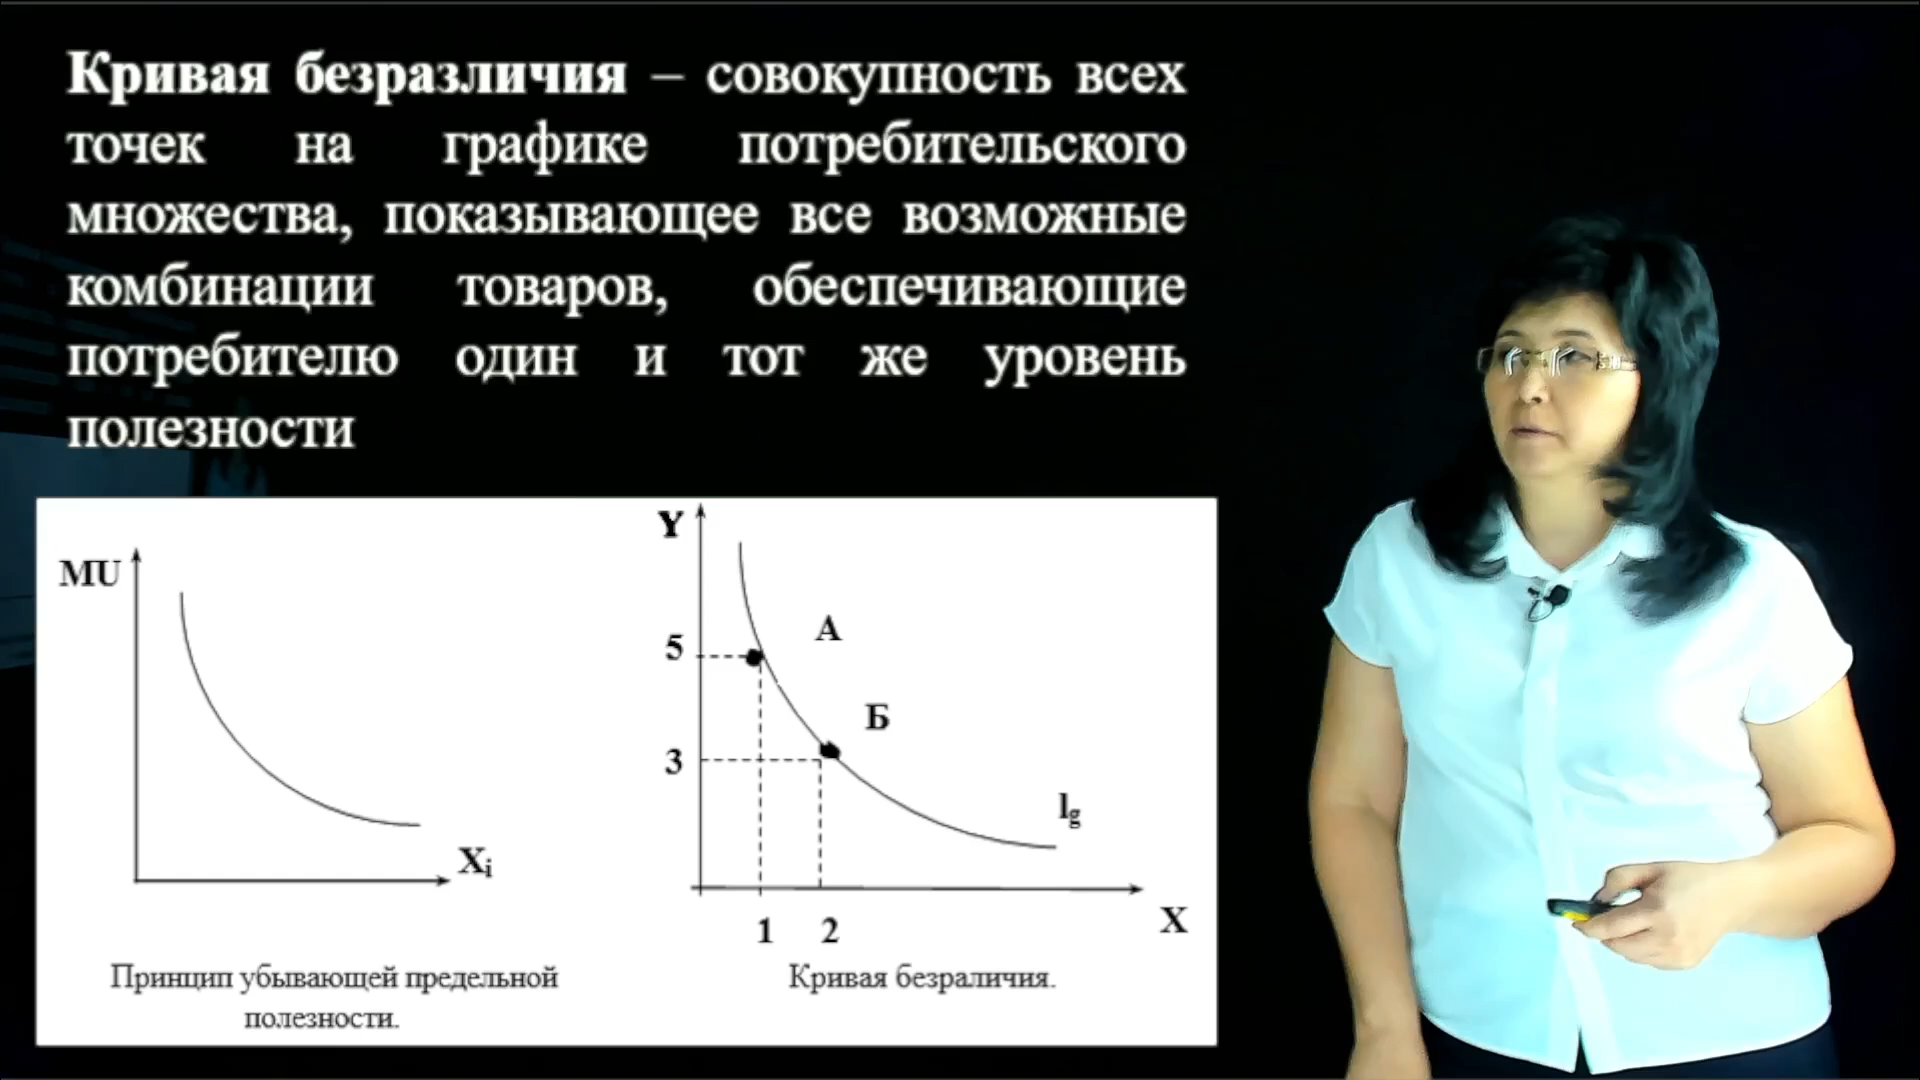 Кривая безразличия – совокупность всех
точек на графике потребительского
множества, показывающее все возможные
комбинации товаров, обеспечивающие
потребителю один и тот же уровень
полезности
MU
Xi
Принцип убывающей предельной
полезности.
Y
5
А
Б
3
lg
1 2
X
Кривая безраличия.